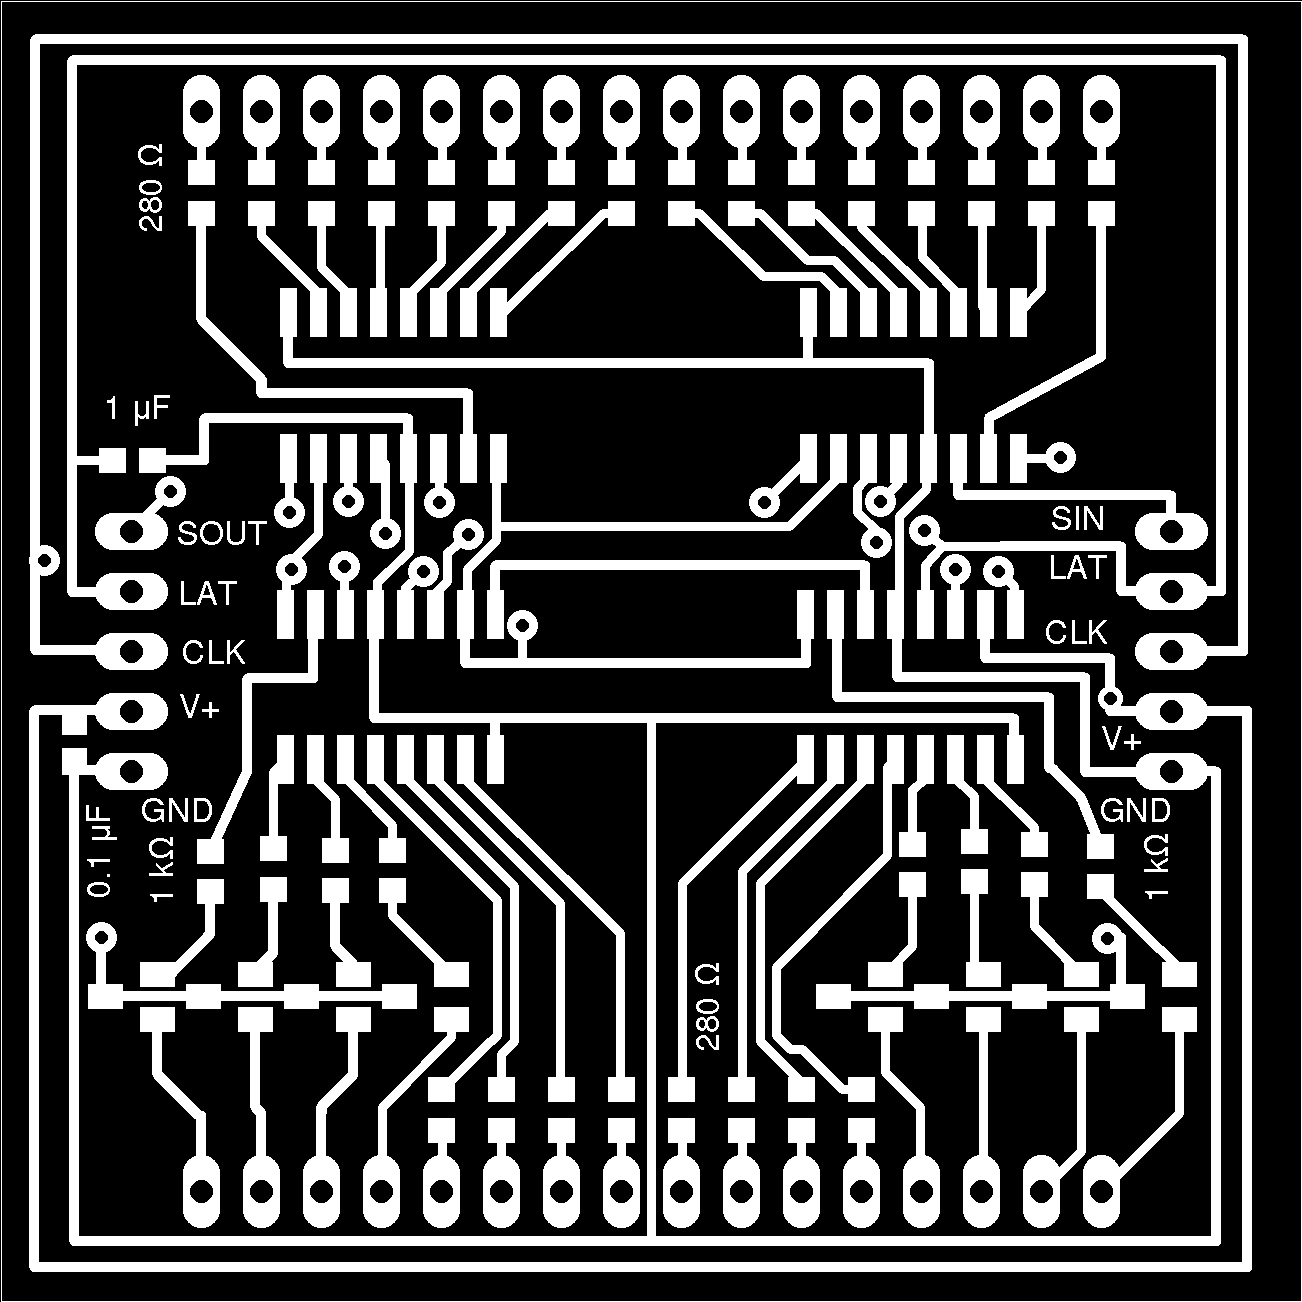 280 Ω
1 µF
SOUT
SIN
LAT
LAT
CLK
CLK
V+
V+
GND
GND
0.1 µF
1 kΩ
1 kΩ
280 Ω